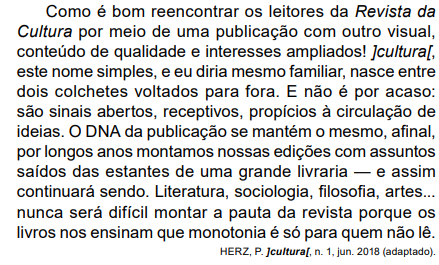 Como é bom reencontrar os leitores da Revista da
Cultura por meio de uma publicação com outro visual,
conteúdo de qualidade e interesses ampliados! ]cultura[,
este nome simples, e eu diria mesmo familiar, nasce entre
dois colchetes voltados para fora. E não é por acaso:
são sinais abertos, receptivos, propícios à circulação de
ideias. O DNA da publicação se mantém o mesmo, afinal,
por longos anos montamos nossas edições com assuntos
saídos das estantes de uma grande livraria — e assim
continuará sendo. Literatura, sociologia, filosofia, artes...
nunca será difícil montar a pauta da revista porque os
livros nos ensinam que monotonia é só para quem não lê.
HERZ, P. ]cultura[, n. 1, jun. 2018 (adaptado).